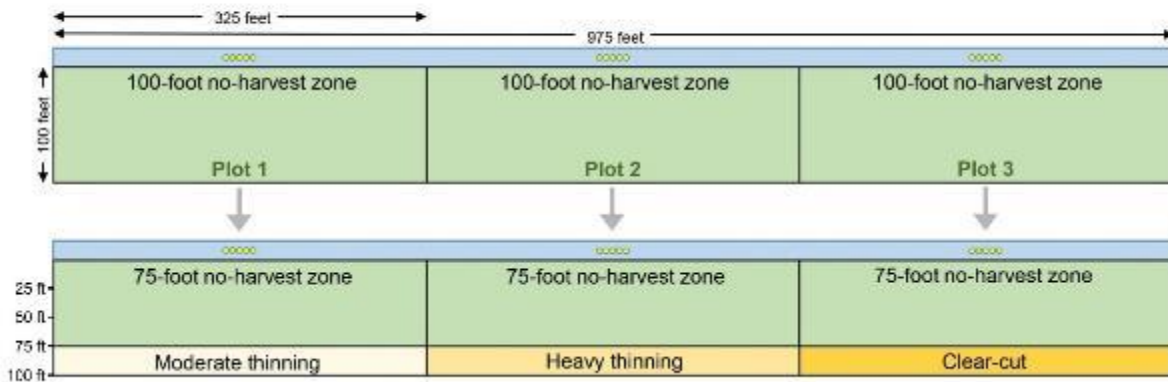 325 feet
975 feet
100-foot no-harvest zone 100-foot no-harvest zone 100-foot no-harvest zone
100 feet
Plot 1 Plot 2 Plot 3
75-foot no-harvest zone 75-foot no-harvest zone 75-foot no-harvest zone
25 ft
50 ft
75 ft
Moderate thinning Heavy thinning Clear-cut
100 ft